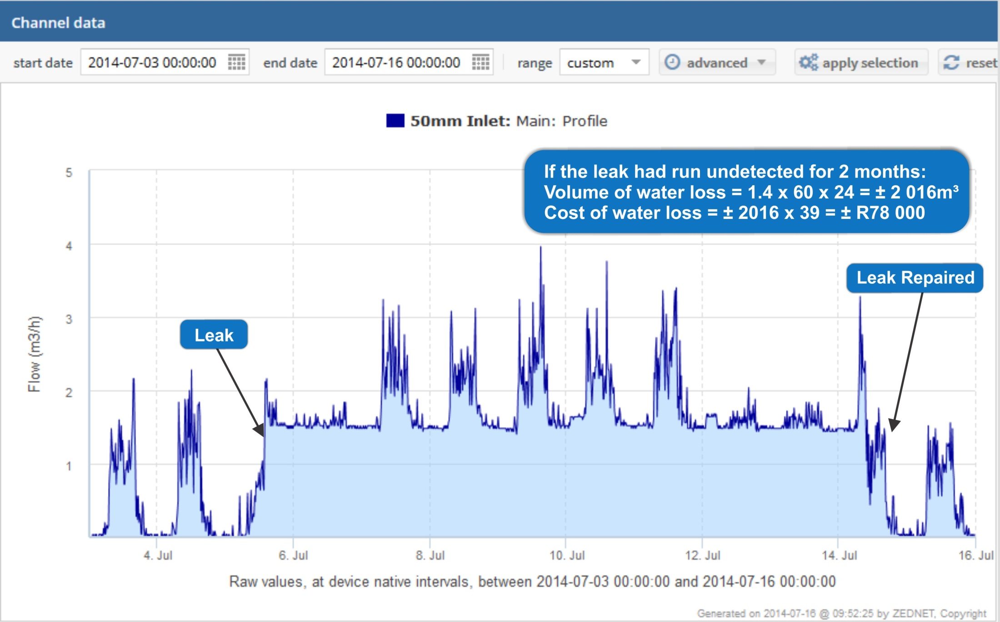 Channel data
start date 2014-07-03 00:00:00 end date 2014-07-16 00:00:00 range custom advanced apply selection reset
50mm Inlet: Main: Profile
If the leak had run undetected for 2 months:
Volume of water loss = 1.4 x 60 x 24 = ± 2 016m³
Cost of water loss = ± 2016 x 39 = ± R78 000
Leak Repaired
Leak
Flow (m3/h)
5
4
3
2
1
4. Jul 6. Jul 8. Jul 10. Jul 12. Jul 14. Jul 16. Jul
Raw values, at device native intervals, between 2014-07-03 00:00:00 and 2014-07-16 00:00:00
Generated on 2014-07-16 @ 09:52:25 by ZEDNET, Copyright